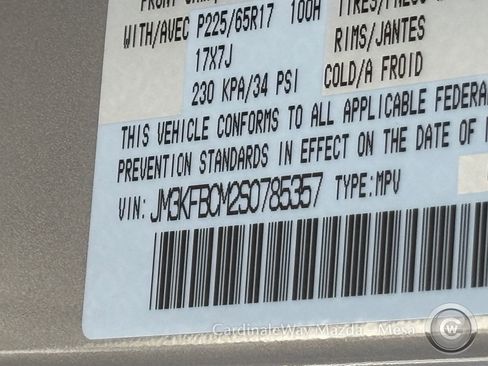 WITH/AVEC P225/65R17 100H
17X7J RIMS/JANTES
230 KPA/34 PSI COLD/A FROID
THIS VEHICLE CONFORMS TO ALL APPLICABLE FEDERA
PREVENTION STANDARDS IN EFFECT ON THE DATE OF
VIN: JM3KFBCM2S0785357 TYPE:MPV
CardinaleWay Mazda - Mesa
CW